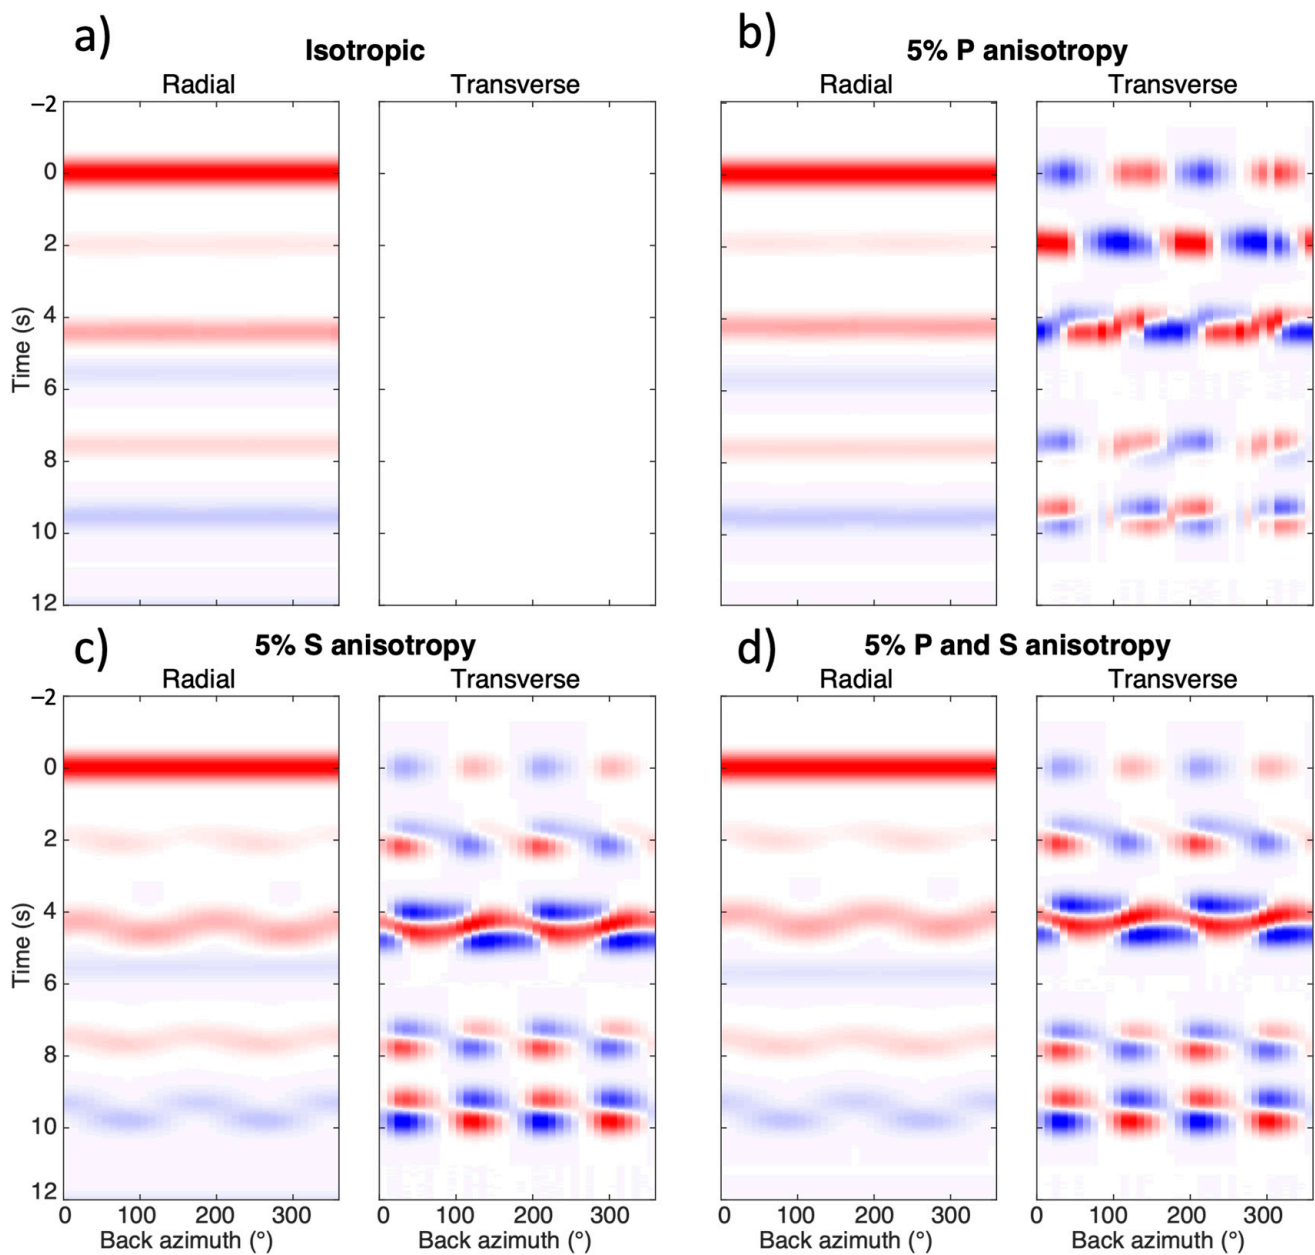 a)
Isotropic
Radial
Transverse
b)
5% P anisotropy
Radial
Transverse
−2
0
2
4
6
8
10
12
Time (s)
c)
5% S anisotropy
Radial
Transverse
d)
5% P and S anisotropy
Radial
Transverse
−2
0
2
4
6
8
10
12
Time (s)
0 100 200 300
Back azimuth (°)
0 100 200 300
Back azimuth (°)
0 100 200 300
Back azimuth (°)
0 100 200 300
Back azimuth (°)